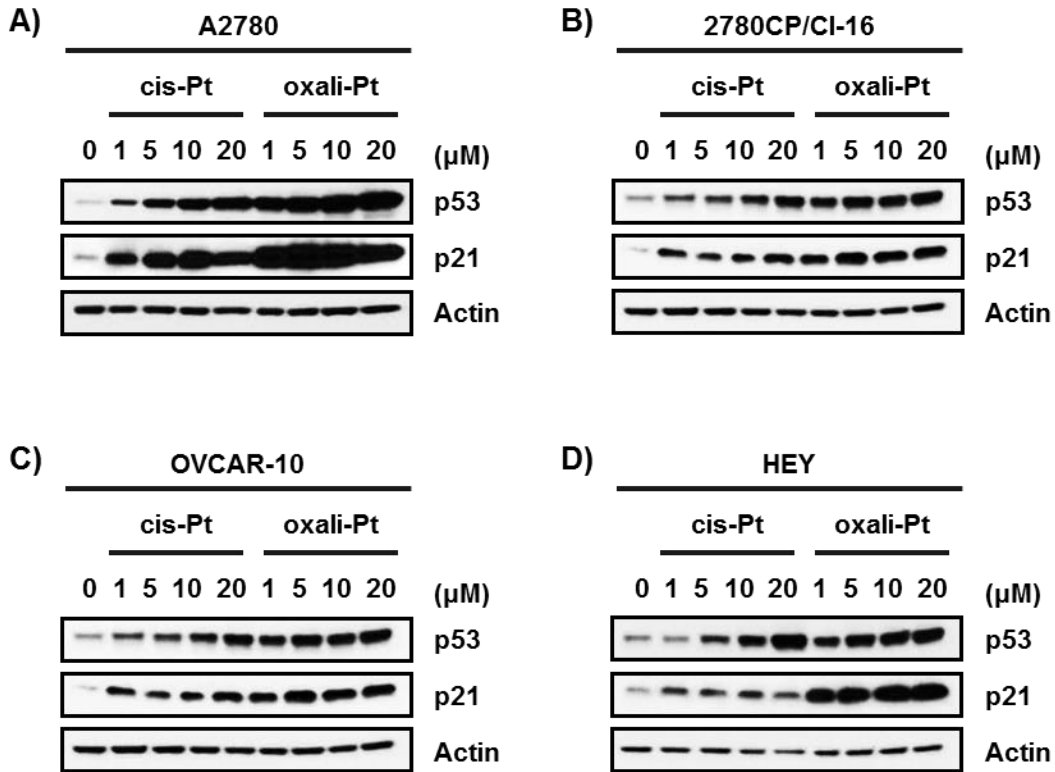 A) A2780
cis-Pt oxali-Pt
0 1 5 10 20 1 5 10 20 (µM)
p53
p21
Actin
B) 2780CP/CI-16
cis-Pt oxali-Pt
0 1 5 10 20 1 5 10 20 (µM)
p53
p21
Actin
C) OVCAR-10
cis-Pt oxali-Pt
0 1 5 10 20 1 5 10 20 (µM)
p53
p21
Actin
D) HEY
cis-Pt oxali-Pt
0 1 5 10 20 1 5 10 20 (µM)
p53
p21
Actin